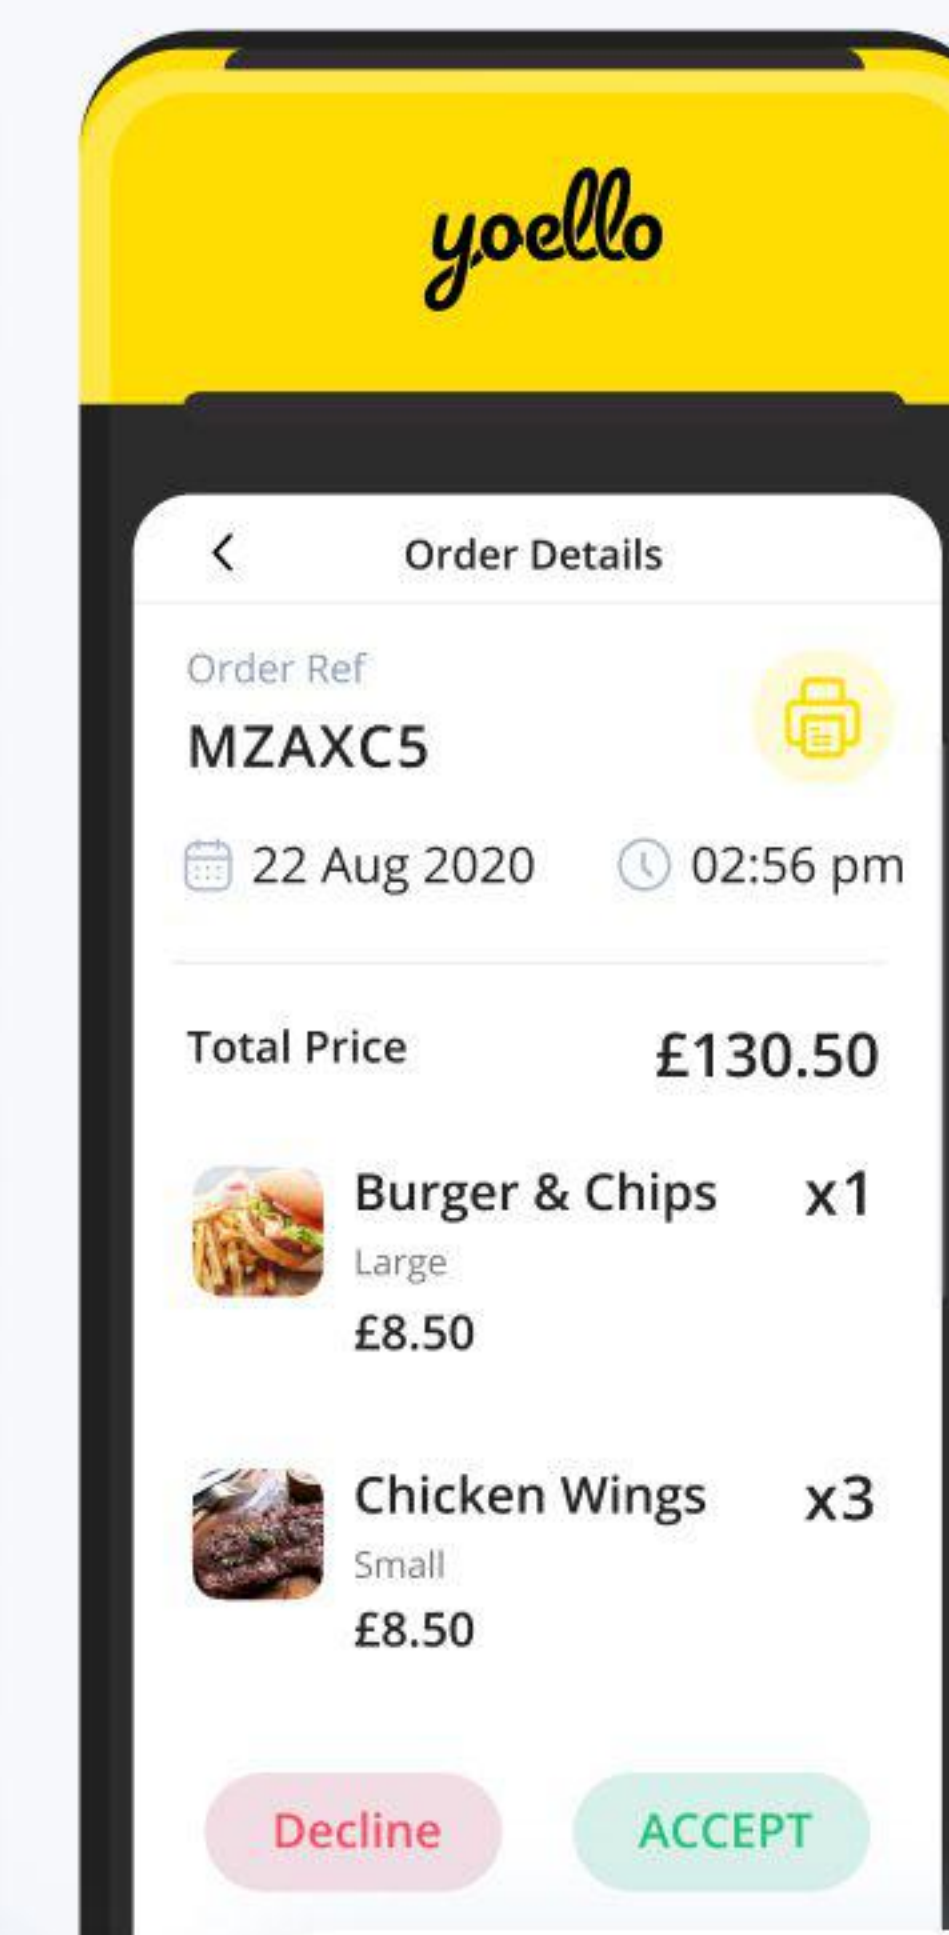 yoello
Order Details
Order Ref
MZAXC5
22 Aug 2020 02:56 pm
Total Price £130.50
Burger & Chips x1
Large
£8.50
Chicken Wings x3
Small
£8.50
Decline ACCEPT